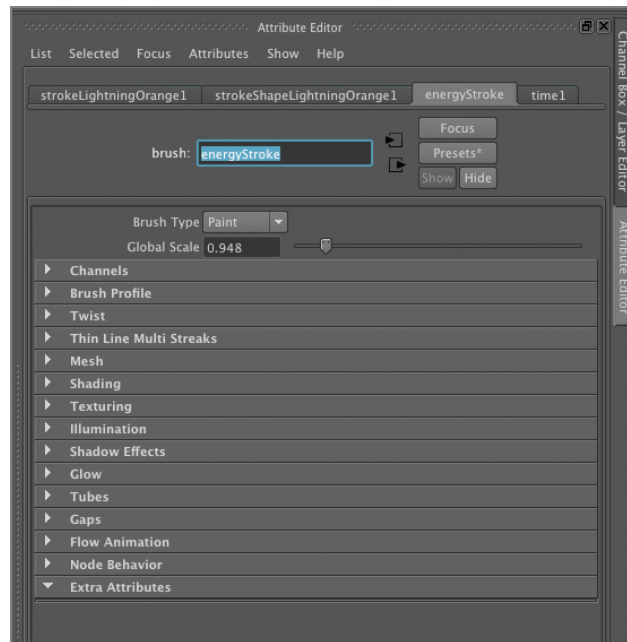 Attribute Editor
List Selected Focus Attributes Show Help
strokeLightningOrange1 strokeShapeLightningOrange1 energyStroke time1
Focus
brush: energyStroke Presets*
Show Hide
Brush Type Paint
Global Scale 0.948
Channels
Brush Profile
Twist
Thin Line Multi Streaks
Mesh
Shading
Texturing
Illumination
Shadow Effects
Glow
Tubes
Gaps
Flow Animation
Node Behavior
Extra Attributes
Channel Box / Layer Editor
Attribute Editor